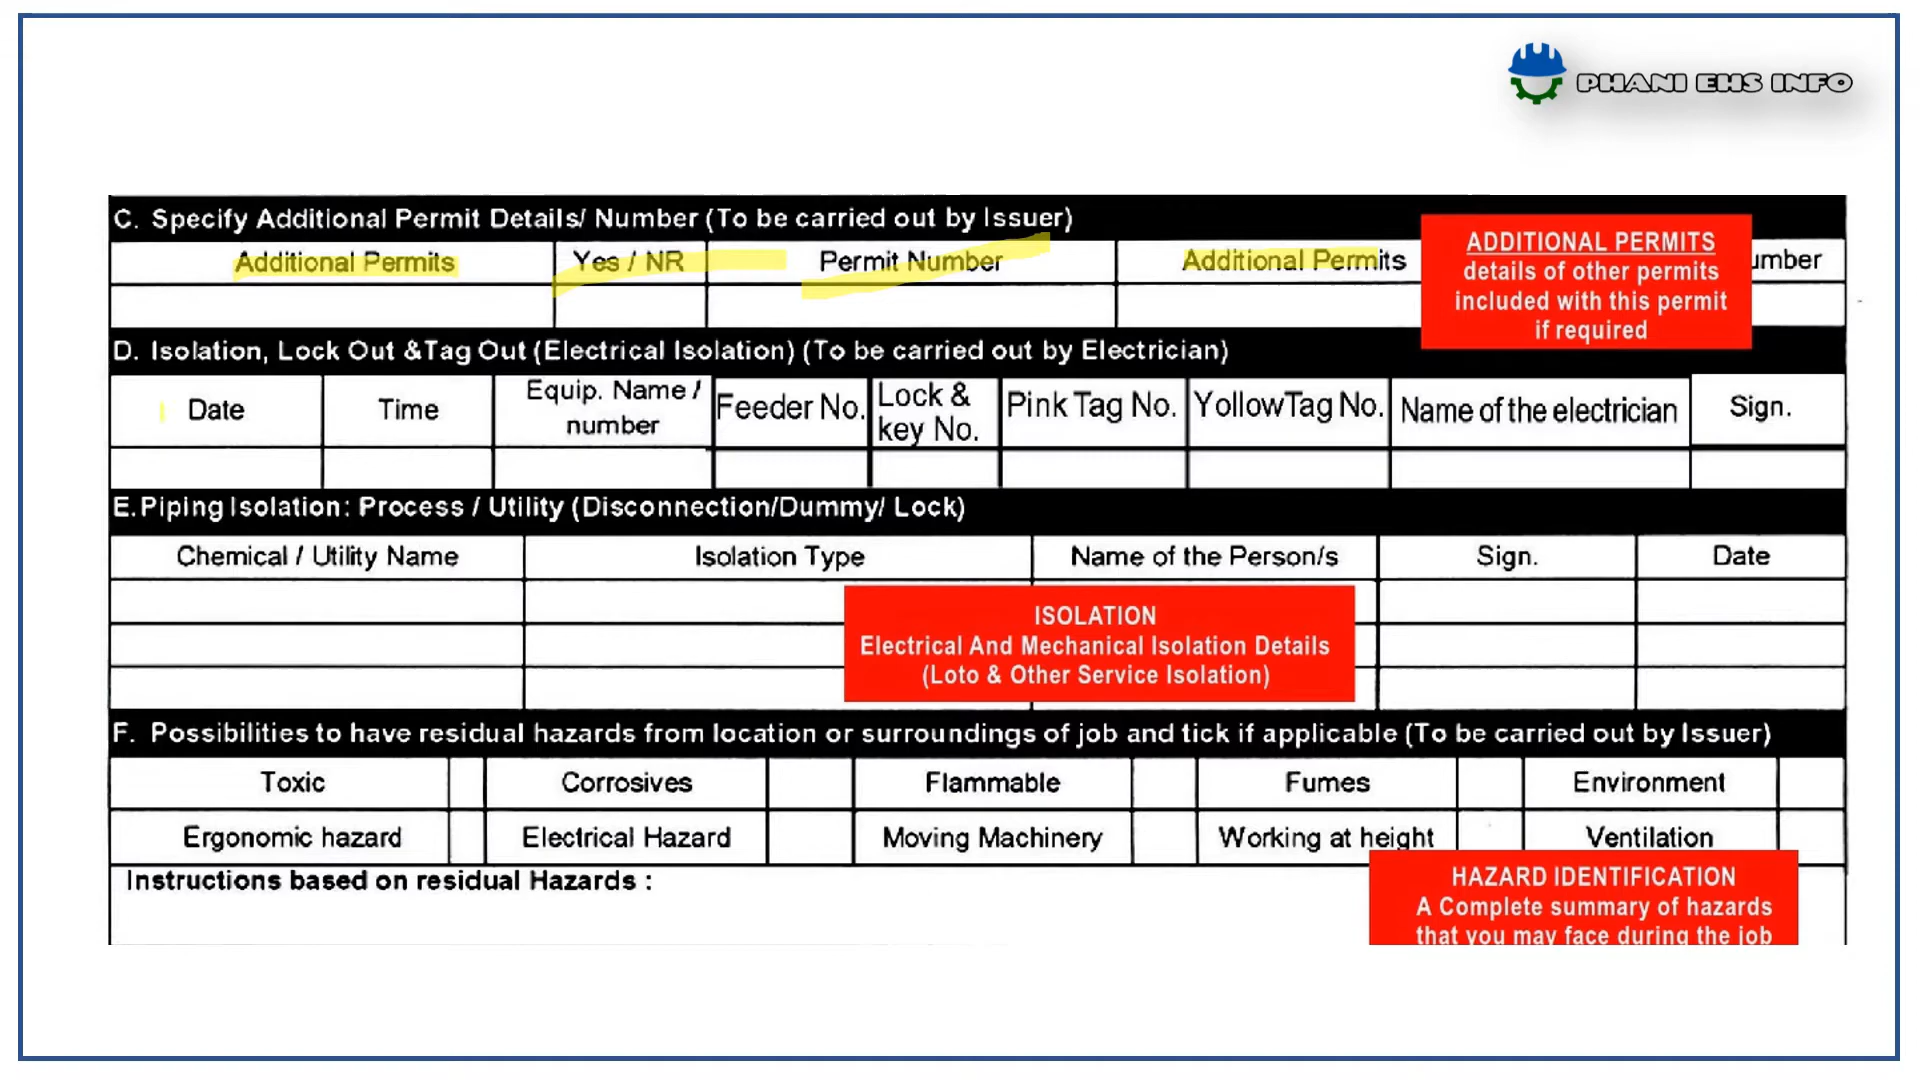 PHANI EHS INFO
C. Specify Additional Permit Details/ Number (To be carried out by Issuer)
Additional Permits Yes / NR Permit Number Additional Permits umber
ADDITIONAL PERMITS
details of other permits
included with this permit
if required
D. Isolation, Lock Out &Tag Out (Electrical Isolation) (To be carried out by Electrician)
Date Time Equip. Name / number Feeder No. Lock & key No. Pink Tag No. YollowTag No. Name of the electrician Sign.
E. Piping Isolation: Process / Utility (Disconnection/Dummy/ Lock)
Chemical / Utility Name Isolation Type Name of the Person/s Sign. Date
ISOLATION
Electrical And Mechanical Isolation Details
(Loto & Other Service Isolation)
F. Possibilities to have residual hazards from location or surroundings of job and tick if applicable (To be carried out by Issuer)
Toxic Corrosives Flammable Fumes Environment
Ergonomic hazard Electrical Hazard Moving Machinery Working at height Ventilation
Instructions based on residual Hazards :
HAZARD IDENTIFICATION
A Complete summary of hazards
that you may face during the job